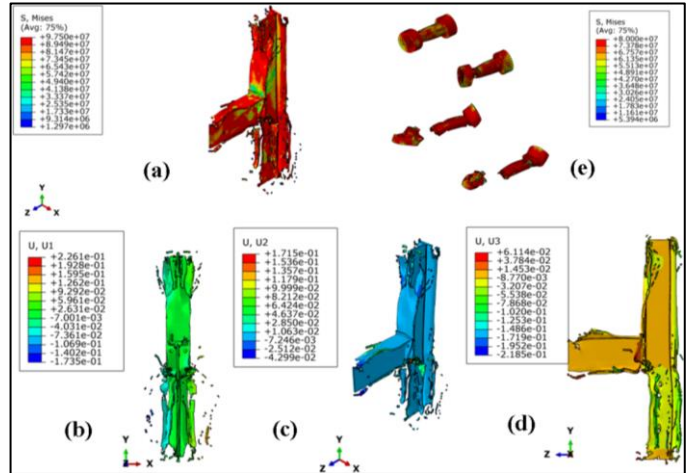 S, Mises
(Avg: 75%)
+9.750e+07
+8.949e+07
+8.147e+07
+7.345e+07
+6.543e+07
+5.742e+07
+4.940e+07
+4.138e+07
+3.337e+07
+2.535e+07
+1.733e+07
+9.314e+06
+1.297e+06
(a)
Y
Z
X
S, Mises
(Avg: 75%)
+8.000e+07
+7.378e+07
+6.757e+07
+6.135e+07
+5.513e+07
+4.891e+07
+4.270e+07
+3.648e+07
+3.026e+07
+2.405e+07
+1.783e+07
+1.161e+07
+5.394e+06
(e)
U, U1
+2.261e-01
+1.928e-01
+1.595e-01
+1.262e-01
+9.292e-02
+5.961e-02
+2.631e-02
-7.001e-03
-4.031e-02
-7.361e-02
-1.069e-01
-1.402e-01
-1.735e-01
(b)
Y
X
U, U2
+1.715e-01
+1.536e-01
+1.357e-01
+1.179e-01
+9.999e-02
+8.212e-02
+6.424e-02
+4.637e-02
+2.850e-02
+1.063e-02
-7.246e-03
-2.512e-02
-4.299e-02
(c)
Y
Z
X
U, U3
+6.114e-02
+3.784e-02
+1.453e-02
-8.770e-03
-3.207e-02
-5.538e-02
-7.868e-02
-1.020e-01
-1.253e-01
-1.486e-01
-1.719e-01
-1.952e-01
-2.185e-01
(d)
Y
Z